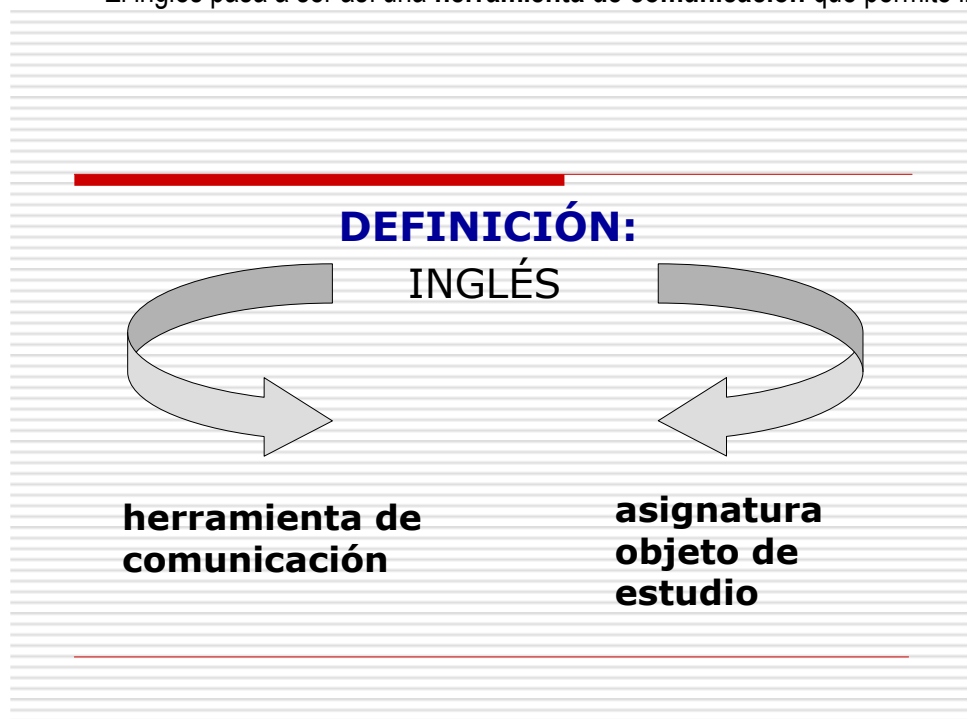 El inglés pasa a ser así una herramienta de comunicación que permite
DEFINICIÓN:
INGLÉS
herramienta de
comunicación
asignatura
objeto de
estudio